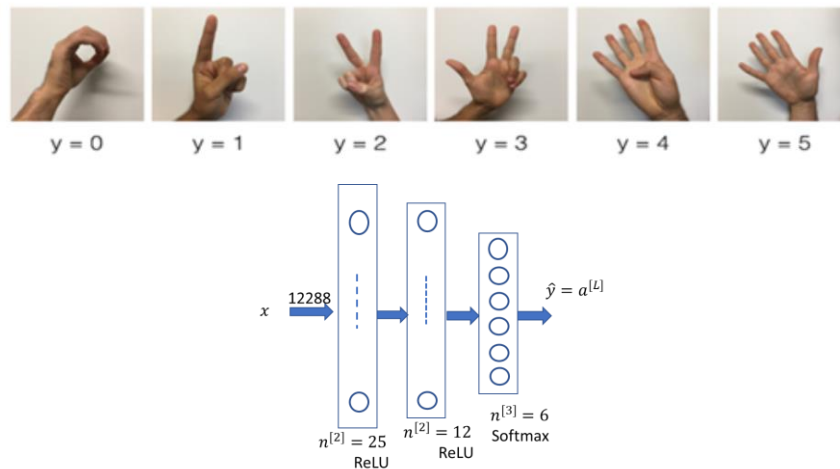 y = 0 y = 1 y = 2 y = 3 y = 4 y = 5
12288
x
ŷ = a^{[L]}
n^{[2]} = 25
ReLU
n^{[2]} = 12
ReLU
n^{[3]} = 6
Softmax